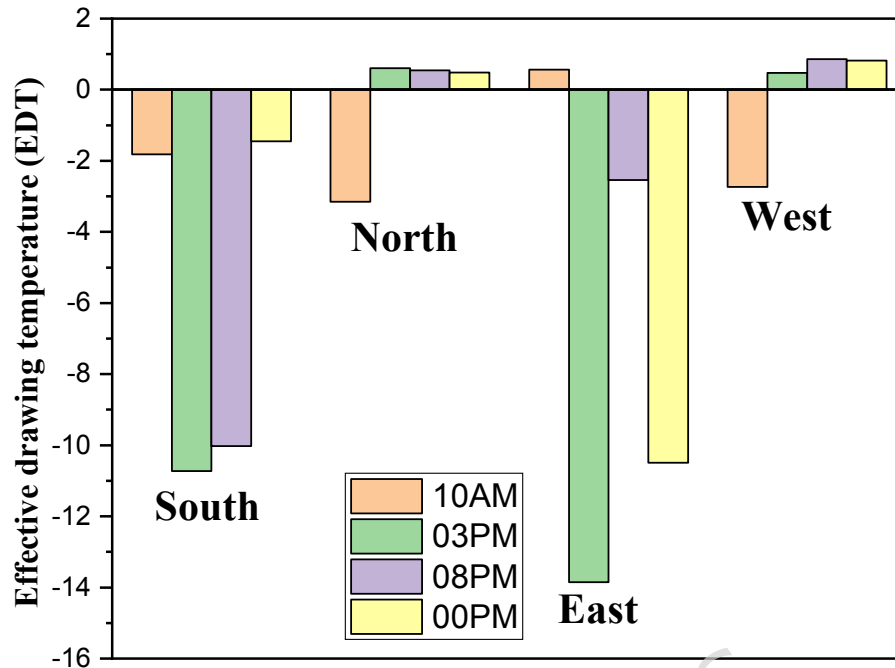 Effective drawing temperature (EDT)
2
0
-2
-4
-6
-8
-10
-12
-14
-16
South
North
East
West
10AM
03PM
08PM
00PM